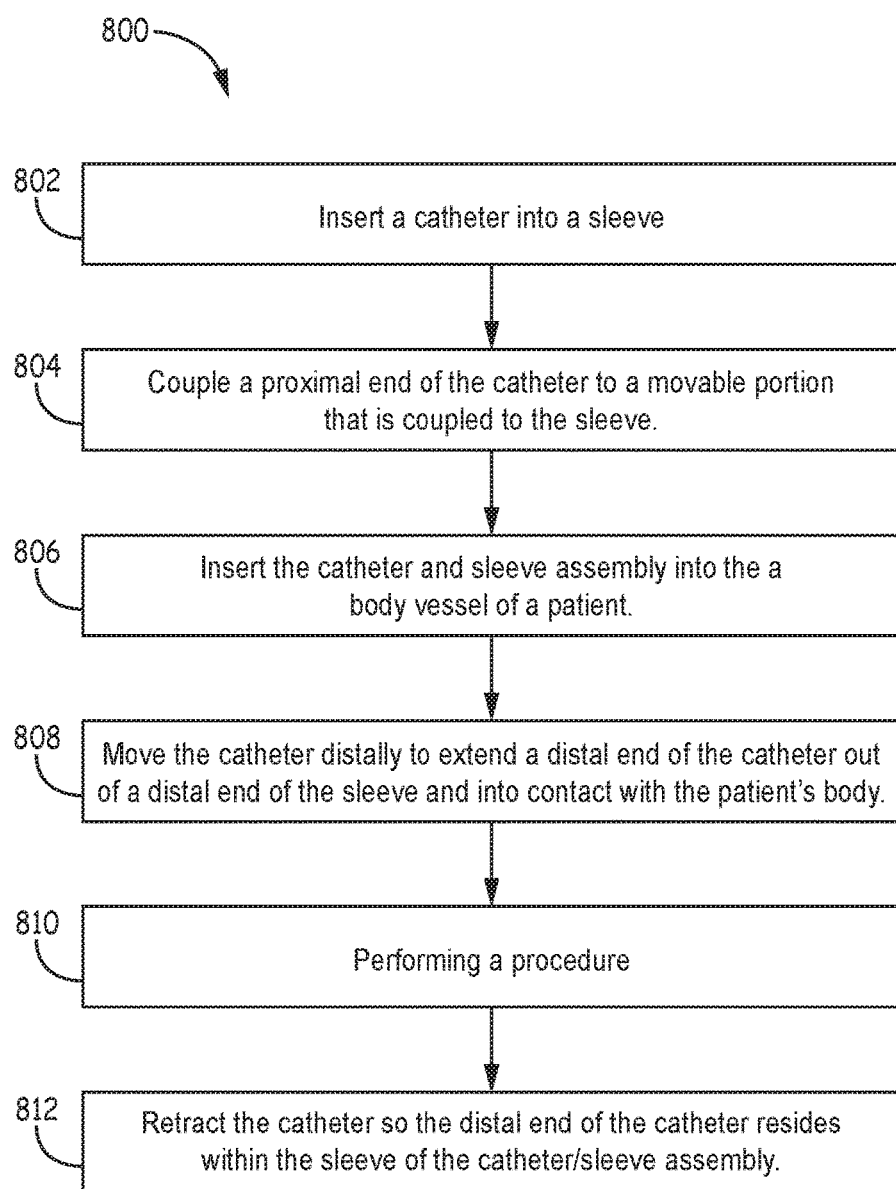 800
802
Insert a catheter into a sleeve
804
Couple a proximal end of the catheter to a movable portion
that is coupled to the sleeve.
806
Insert the catheter and sleeve assembly into the a
body vessel of a patient.
808
Move the catheter distally to extend a distal end of the catheter out
of a distal end of the sleeve and into contact with the patient's body.
810
Performing a procedure
812
Retract the catheter so the distal end of the catheter resides
within the sleeve of the catheter/sleeve assembly.